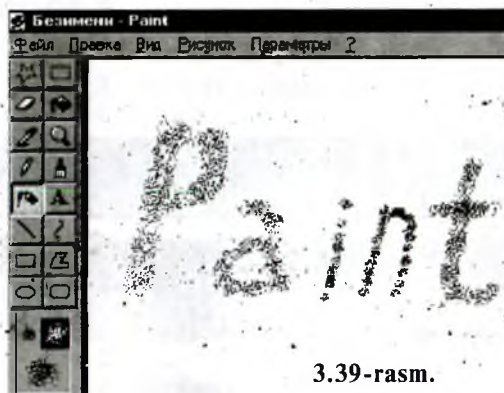 Безимени - Paint
Файл Правка Вид Рисунок Параметры ?
A
Paint
3.39-rasm.